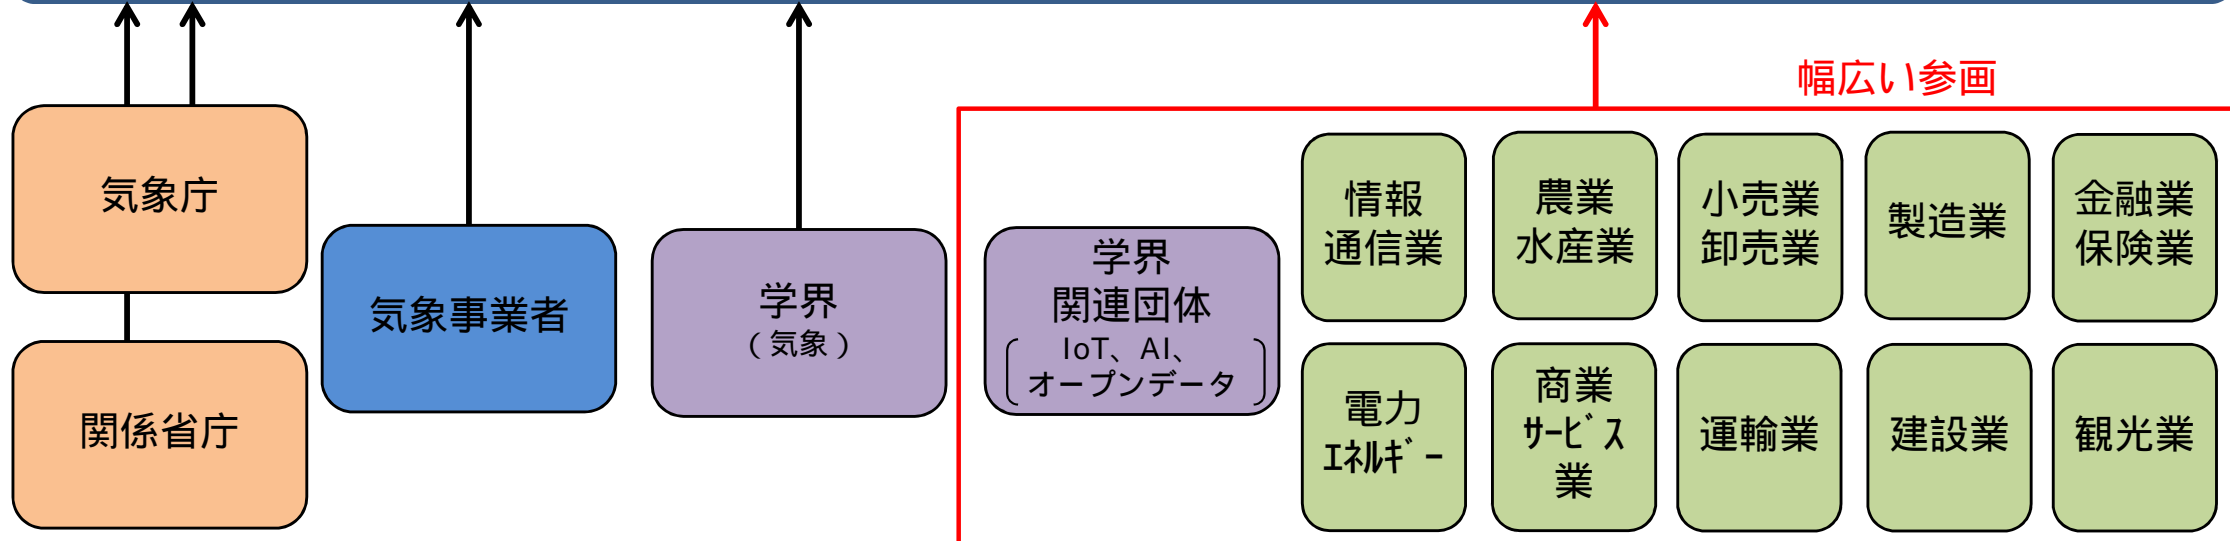 幅広い参画
気象庁
関係省庁
気象事業者
学界
（気象）
学界
関連団体
IoT、AI、
オープンデータ
情報
通信業
農業
水産業
小売業
卸売業
製造業
金融業
保険業
電力
ｴﾈﾙｷﾞｰ
商業
ｻｰﾋﾞｽ
業
運輸業
建設業
観光業